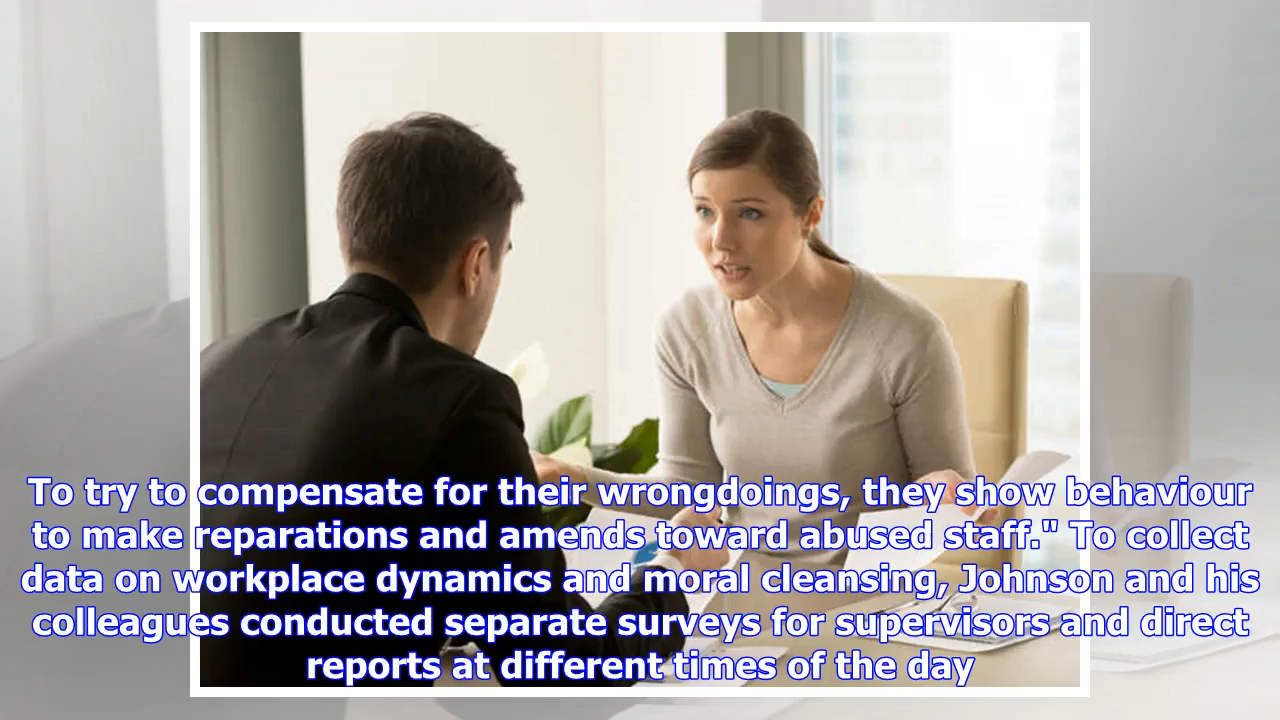 To try to compensate for their wrongdoings, they show behaviour
to make reparations and amends toward abused staff." To collect
data on workplace dynamics and moral cleansing, Johnson and his
colleagues conducted separate surveys for supervisors and direct
reports at different times of the day